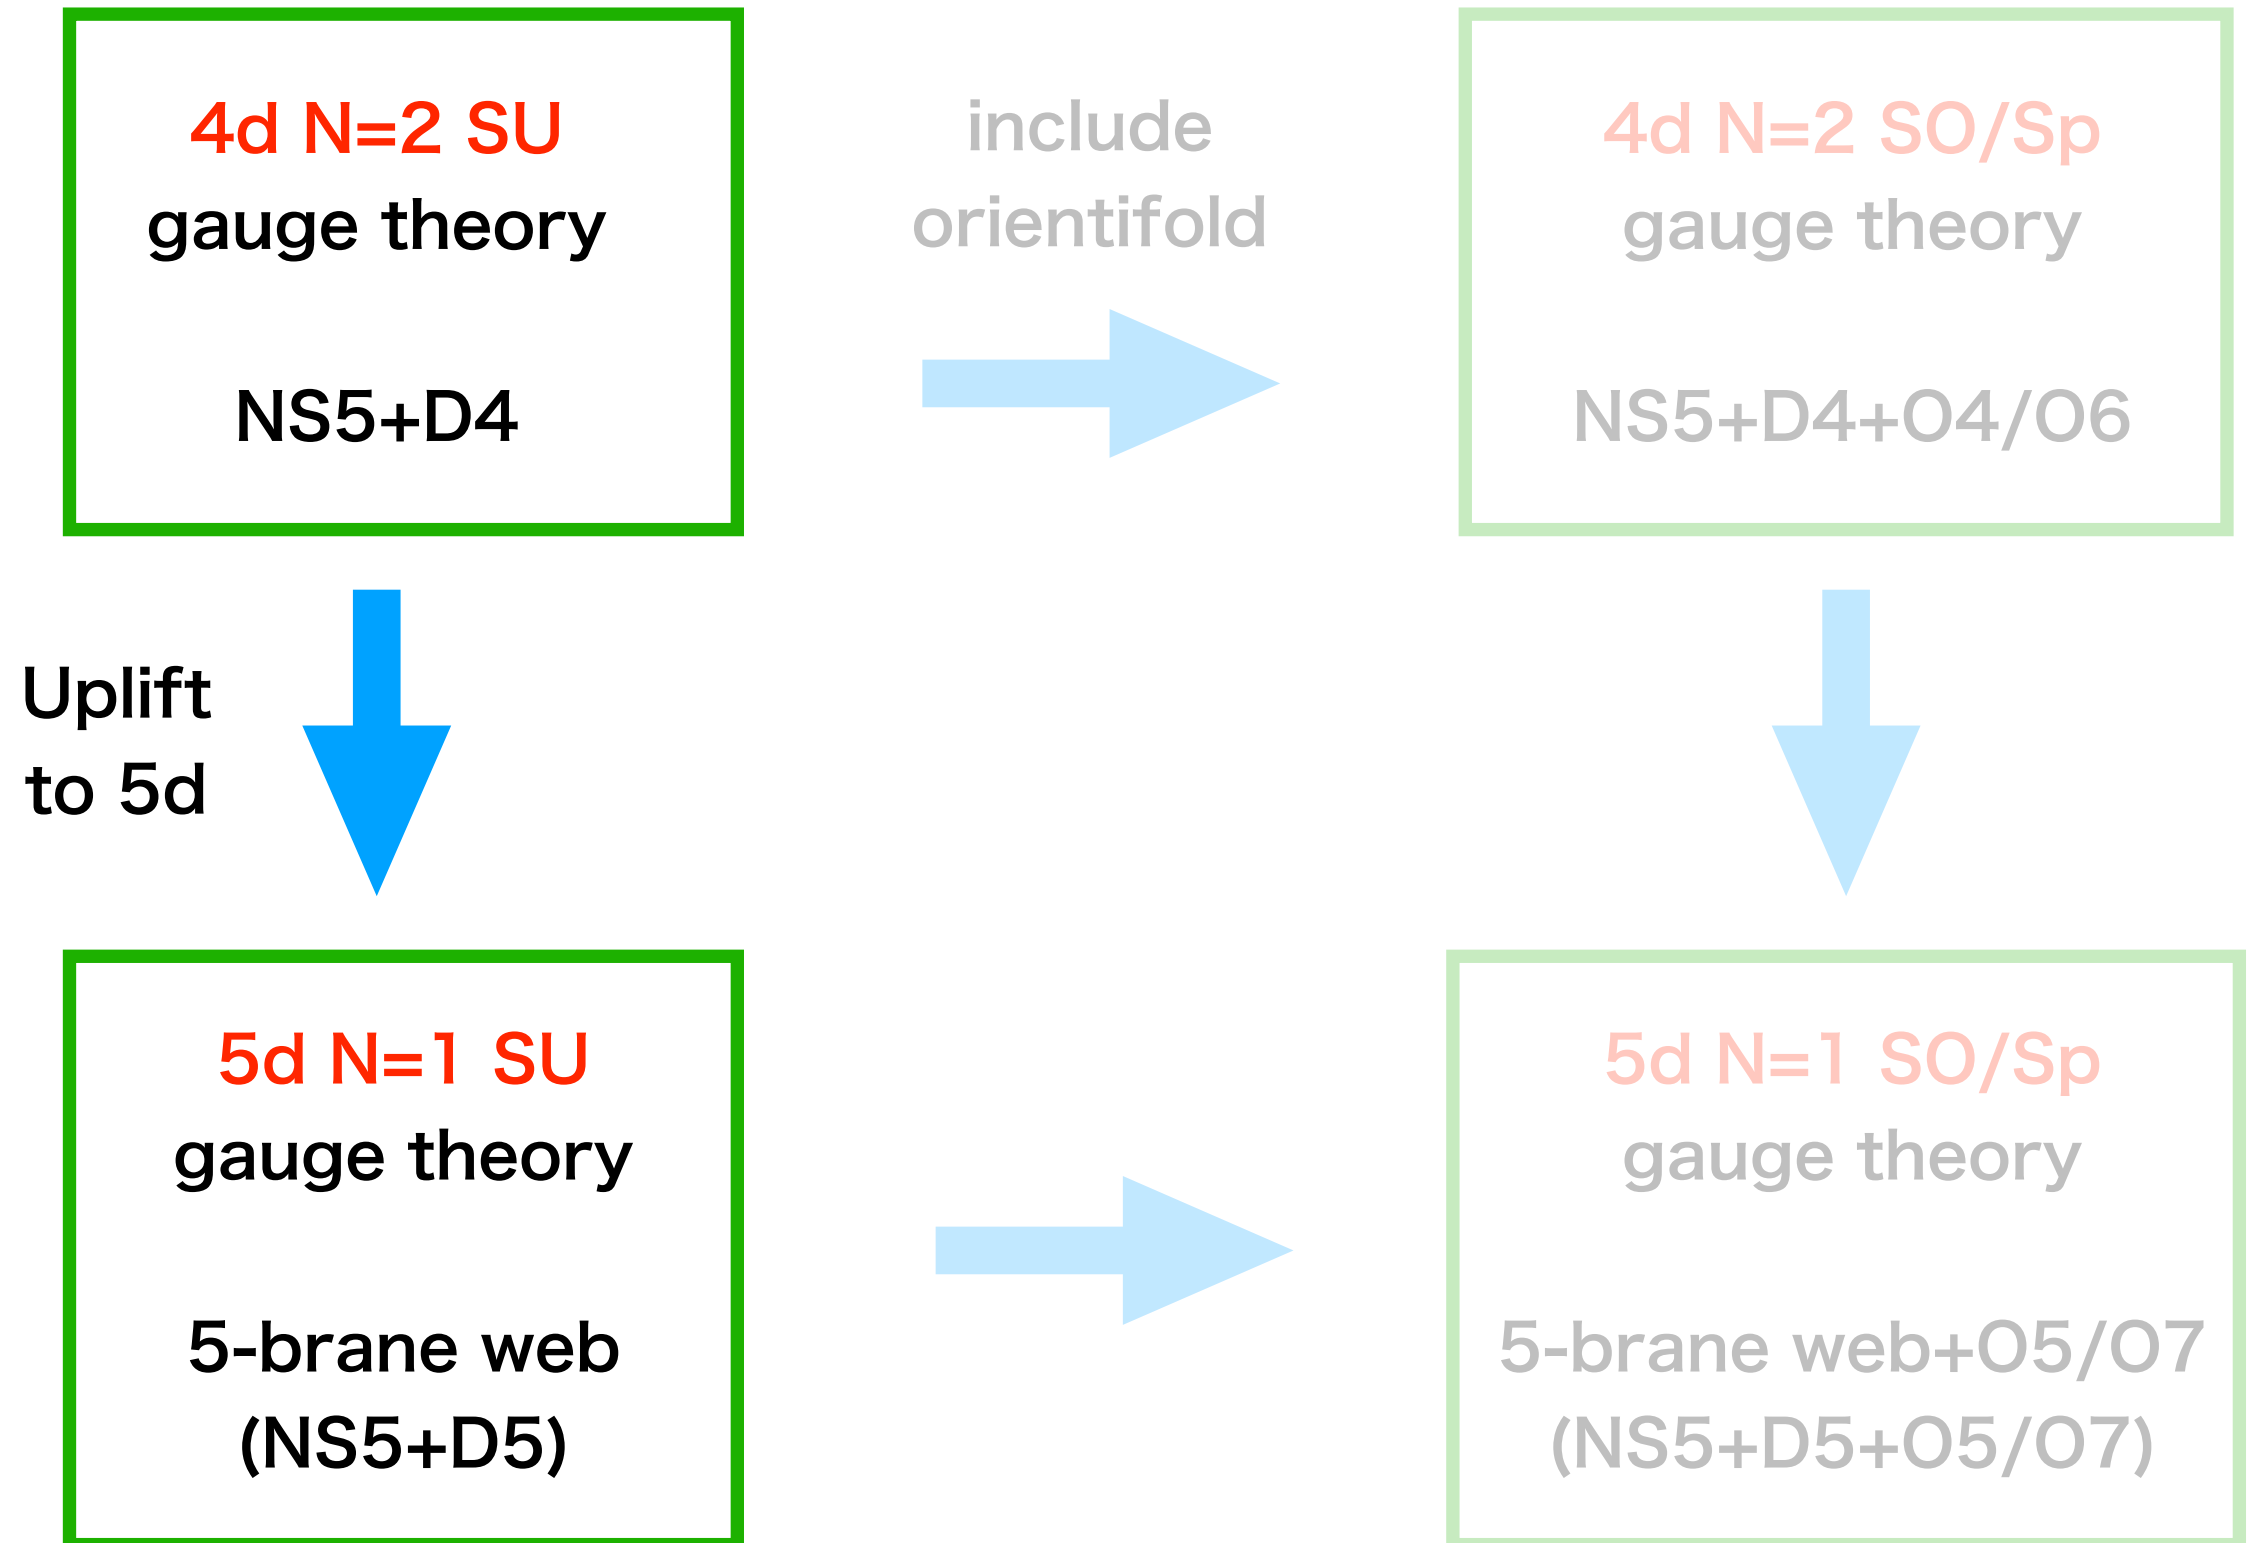 4d N=2 SU
gauge theory
NS5+D4
include
orientifold
4d N=2 SO/Sp
gauge theory
NS5+D4+O4/O6
Uplift
to 5d
5d N=1 SU
gauge theory
5-brane web
(NS5+D5)
5d N=1 SO/Sp
gauge theory
5-brane web+O5/O7
(NS5+D5+O5/O7)